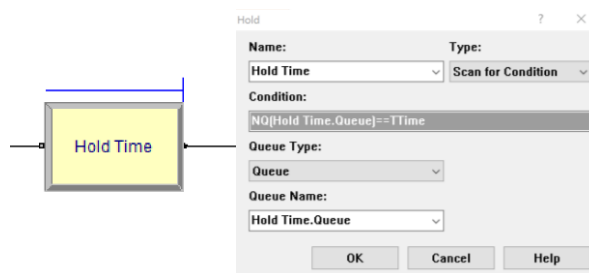 Hold
?
Name:
Type:
Hold Time
Scan for Condition
Condition:
NQ(Hold Time.Queue)==TTime
Queue Type:
Queue
Queue Name:
Hold Time.Queue
OK
Cancel
Help
Hold Time